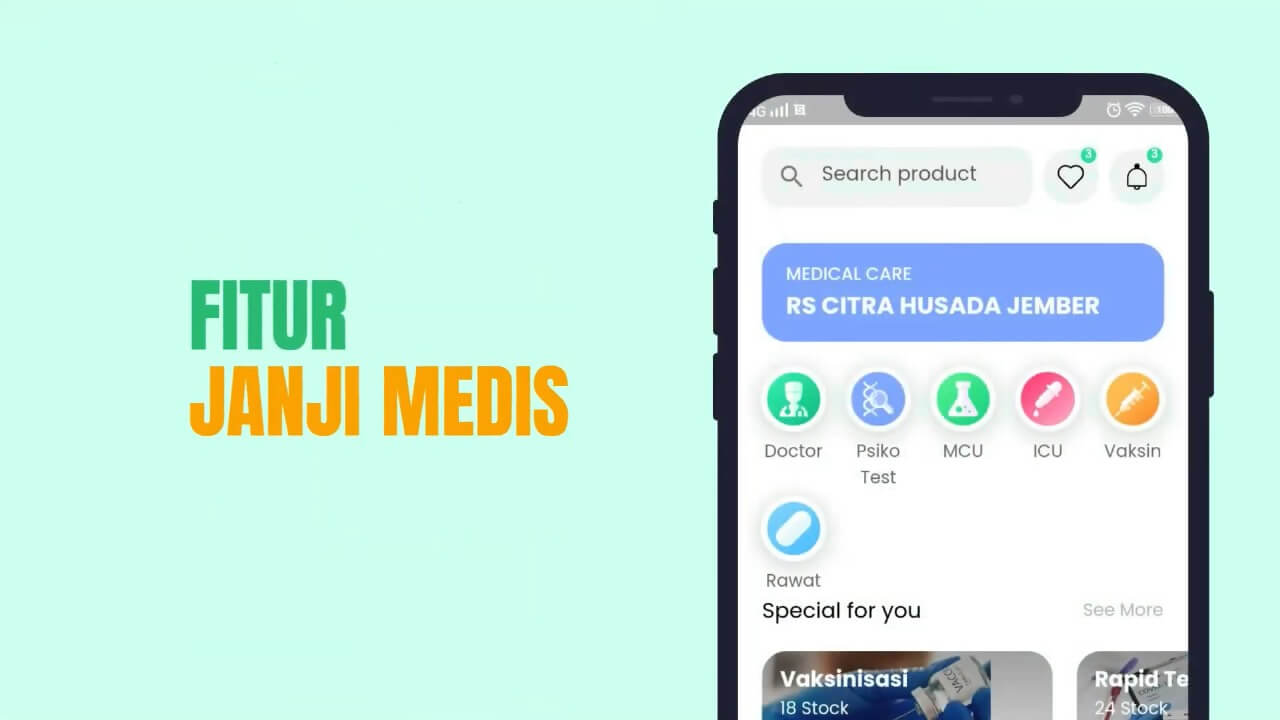 FITUR
JANJI MEDIS
4G
Search product
3
3
MEDICAL CARE
RS CITRA HUSADA JEMBER
Doctor
Psiko
Test
MCU
ICU
Vaksin
Rawat
Special for you
See More
Vaksinisasi
18 Stock
Rapid Te
24 Stock